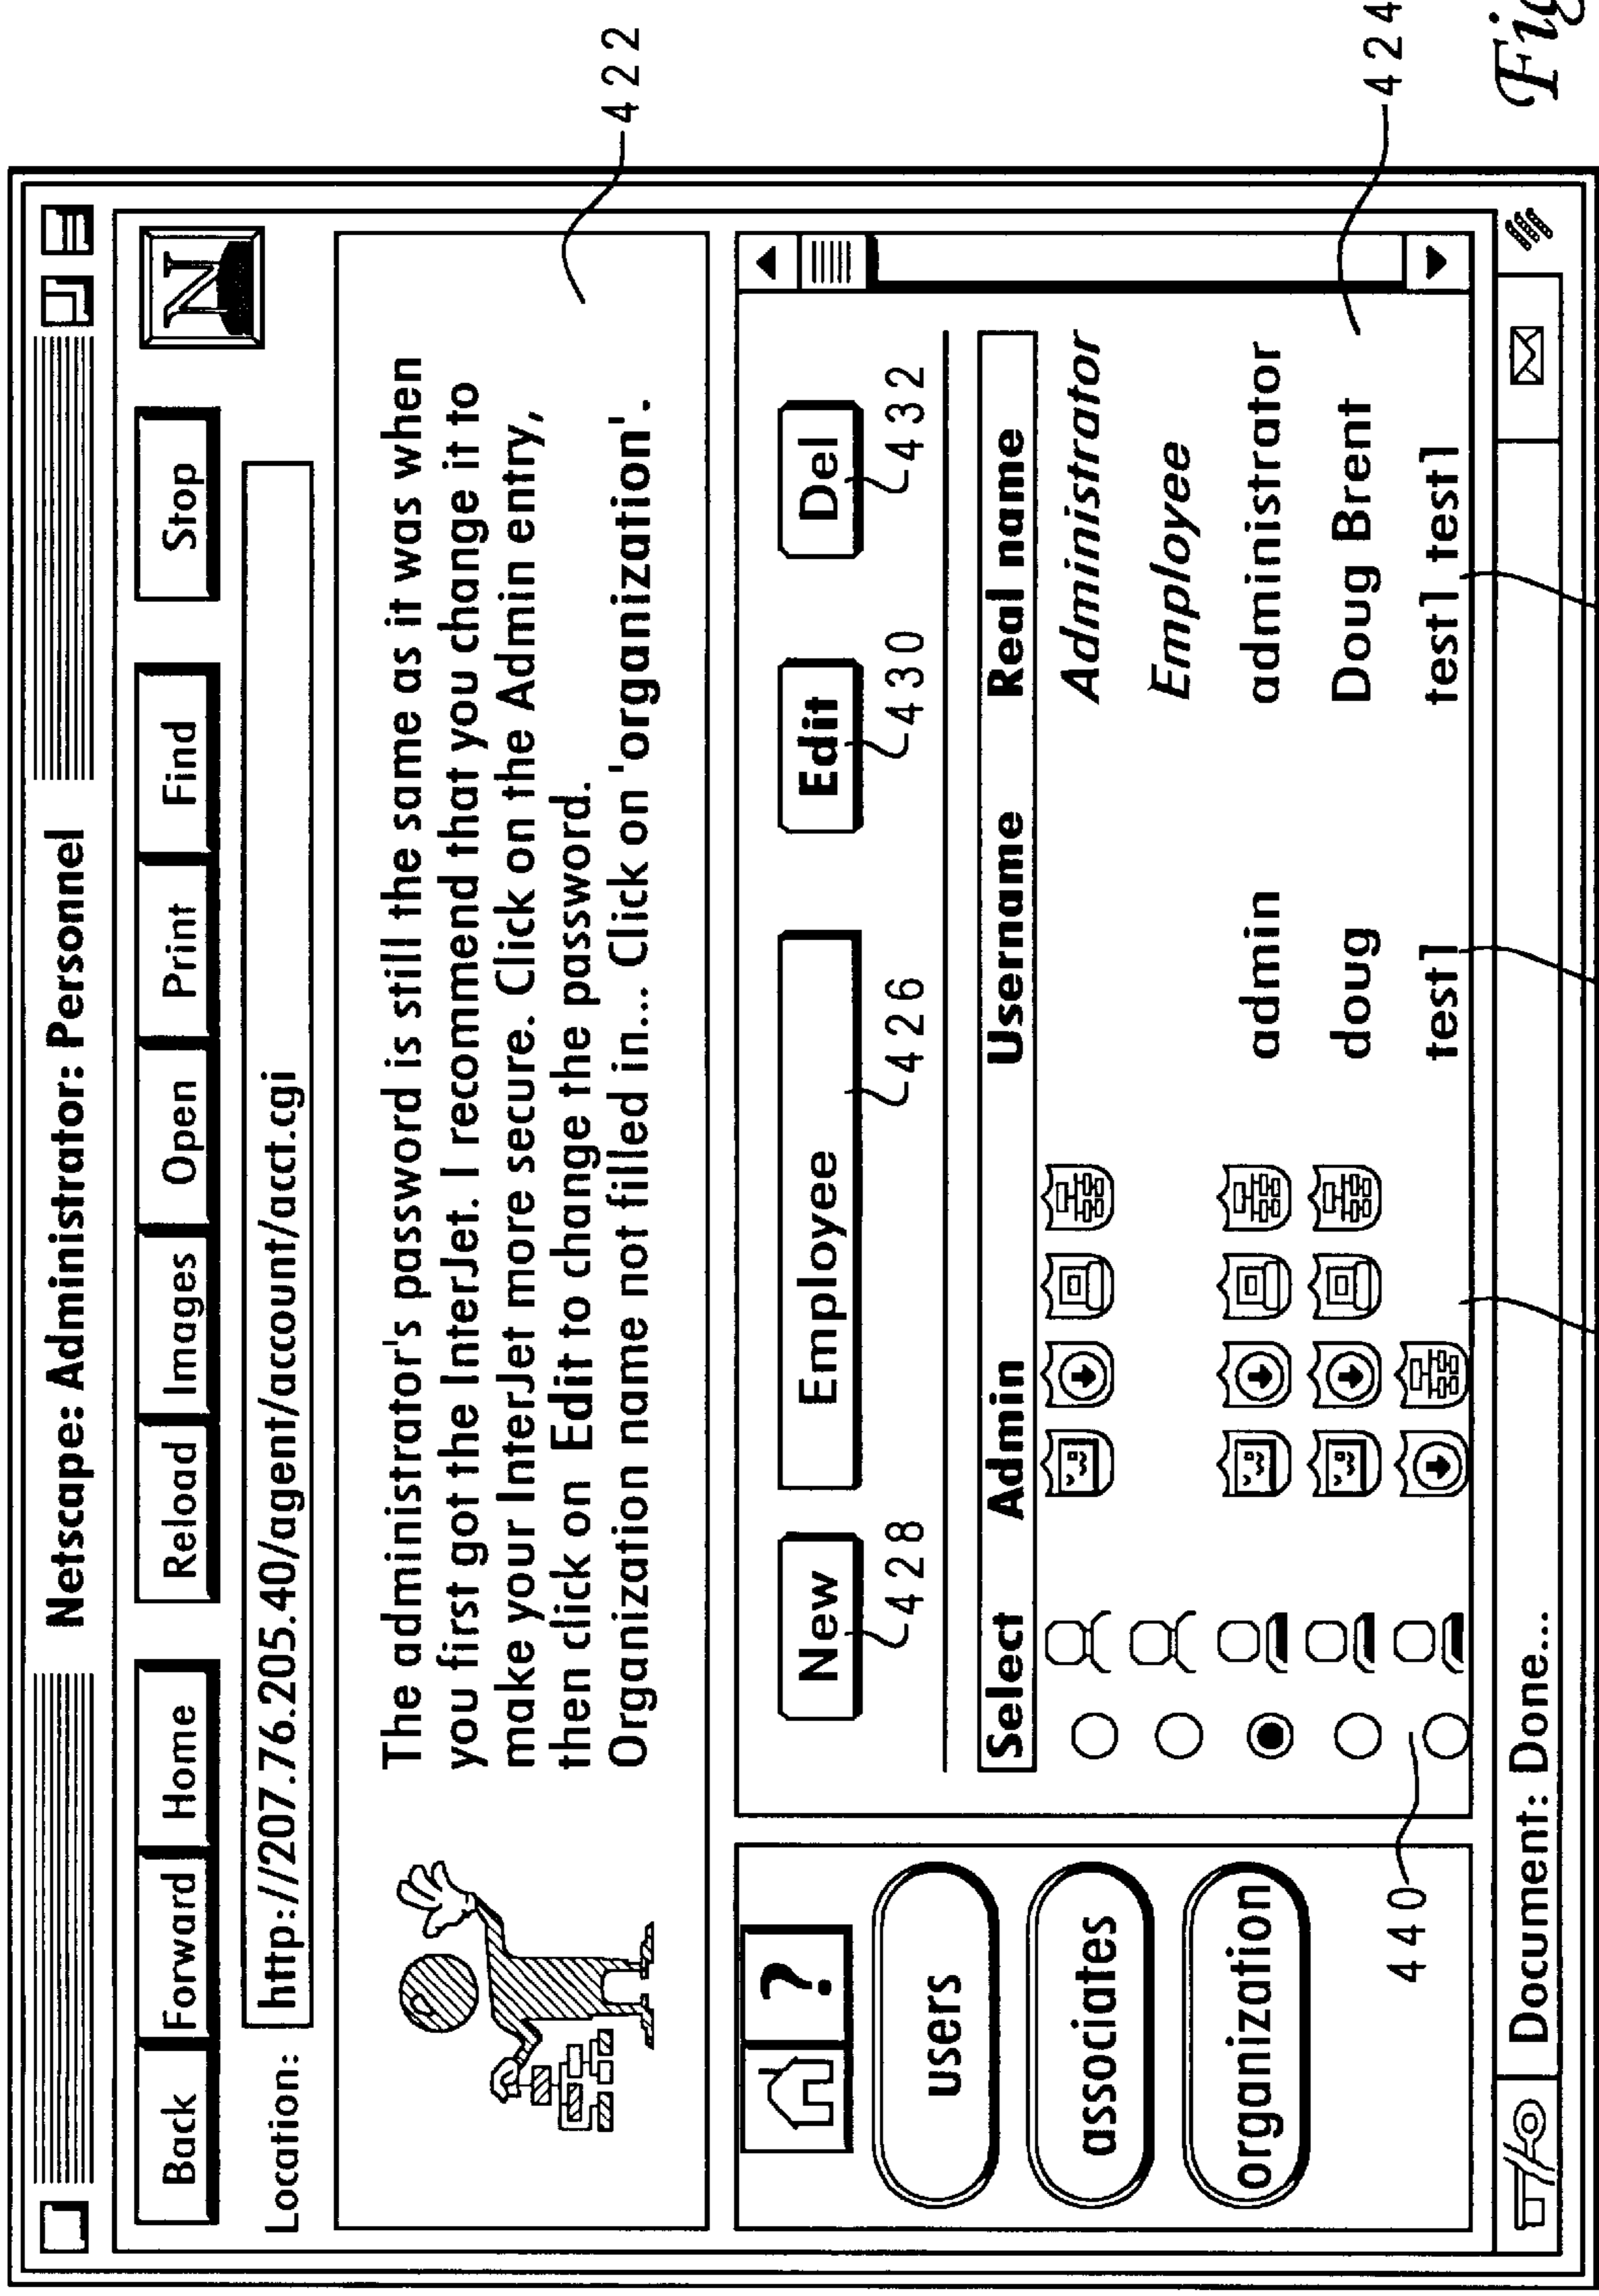 Netscape: Administrator: Personnel
Back Forward Home Reload Images Open Print Find Stop
N
Location: http://207.76.205.40/agent/account/acct.cgi
The administrator's password is still the same as it was when
you first got the InterJet. I recommend that you change it to
make your InterJet more secure. Click on the Admin entry,
then click on Edit to change the password.
Organization name not filled in... Click on 'organization'.
422
?
users
associates
organization
New Employee Edit Del
428 426 430 432
Select Admin Username Real name
Administrator
Employee
admin administrator
doug Doug Brent
test1 test1 test1
440
424
Document: Done...
Fig